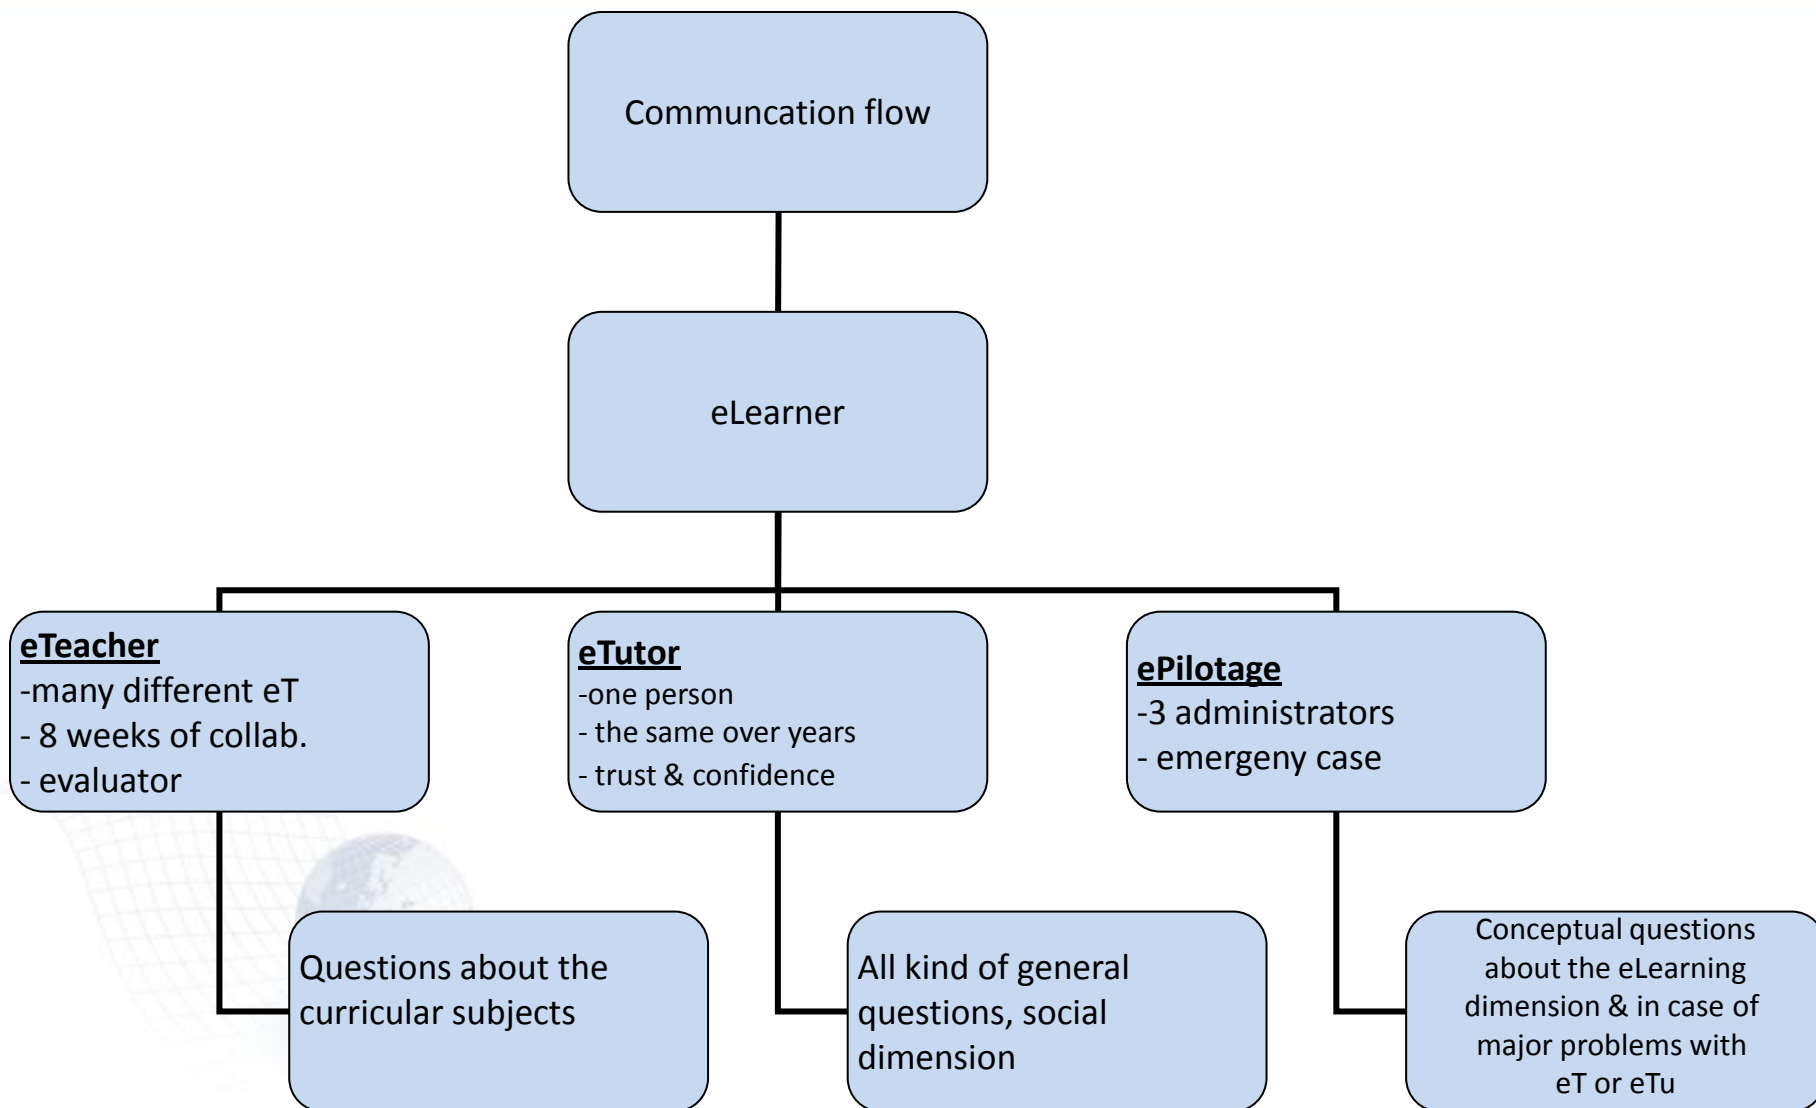 Communcation flow
eLearner
eTeacher
-many different eT
- 8 weeks of collab.
- evaluator
eTutor
-one person
- the same over years
- trust & confidence
ePilotage
-3 administrators
- emergeny case
Questions about the
curricular subjects
All kind of general
questions, social
dimension
Conceptual questions
about the eLearning
dimension & in case of
major problems with
eT or eTu